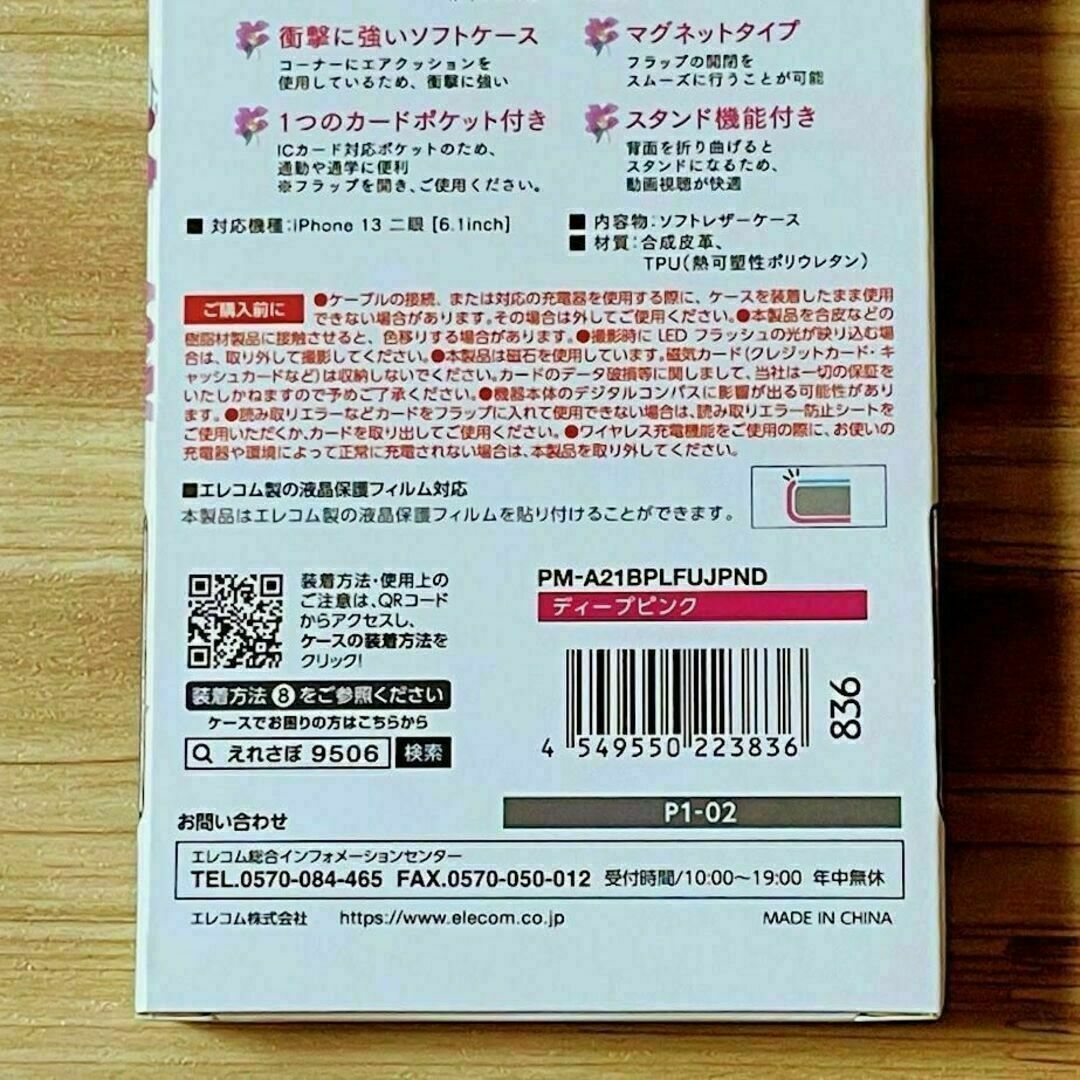 衝撃に強いソフトケース
コーナーにエアクッションを
使用しているため、衝撃に強い
マグネットタイプ
フラップの開閉を
スムーズに行うことが可能
1つのカードポケット付き
ICカード対応ポケットのため、
通勤や通学に便利
※フラップを開き、ご使用ください。
スタンド機能付き
背面を折り曲げると
スタンドになるため、
動画視聴が快適
■ 対応機種:iPhone 13 二眼 [6.1inch]
■ 内容物:ソフトレザーケース
■ 材質:合成皮革、
TPU(熱可塑性ポリウレタン)
ご購入前に
●ケーブルの接続、または対応の充電器を使用する際に、ケースを装着したまま使用
できない場合があります。その場合は外してご使用ください。●本製品を合皮などの
樹脂材製品に接触させると、色移りする場合があります。●撮影時に LED フラッシュの光が映り込む場
合は、取り外して撮影してください。●本製品は磁石を使用しています。磁気カード(クレジットカード・キ
ャッシュカードなど)は収納しないでください。カードのデータ破損等に関しまして、当社は一切の保証を
いたしかねますので予めご了承ください。●機器本体のデジタルコンパスに影響が出る可能性があり
ます。●読み取りエラーなどカードをフラップに入れて使用できない場合は、読み取りエラー防止シートを
ご使用いただくか、カードを取り出してご使用ください。●ワイヤレス充電機能をご使用の際に、お使いの
充電器や環境によって正常に充電されない場合は、本製品を取り外してください。
■エレコム製の液晶保護フィルム対応
本製品はエレコム製の液晶保護フィルムを貼り付けることができます。
装着方法・使用上の
ご注意は、QRコード
からアクセスし、
ケースの装着方法を
クリック!
装着方法 ⑧ をご参照ください
ケースでお困りの方はこちらから
えれさぽ 9506 検索
PM-A21BPLFUJPND
ディープピンク
4 549550 223836
836
P1-02
お問い合わせ
エレコム総合インフォメーションセンター
TEL.0570-084-465 FAX.0570-050-012 受付時間/10:00～19:00 年中無休
エレコム株式会社 https://www.elecom.co.jp MADE IN CHINA